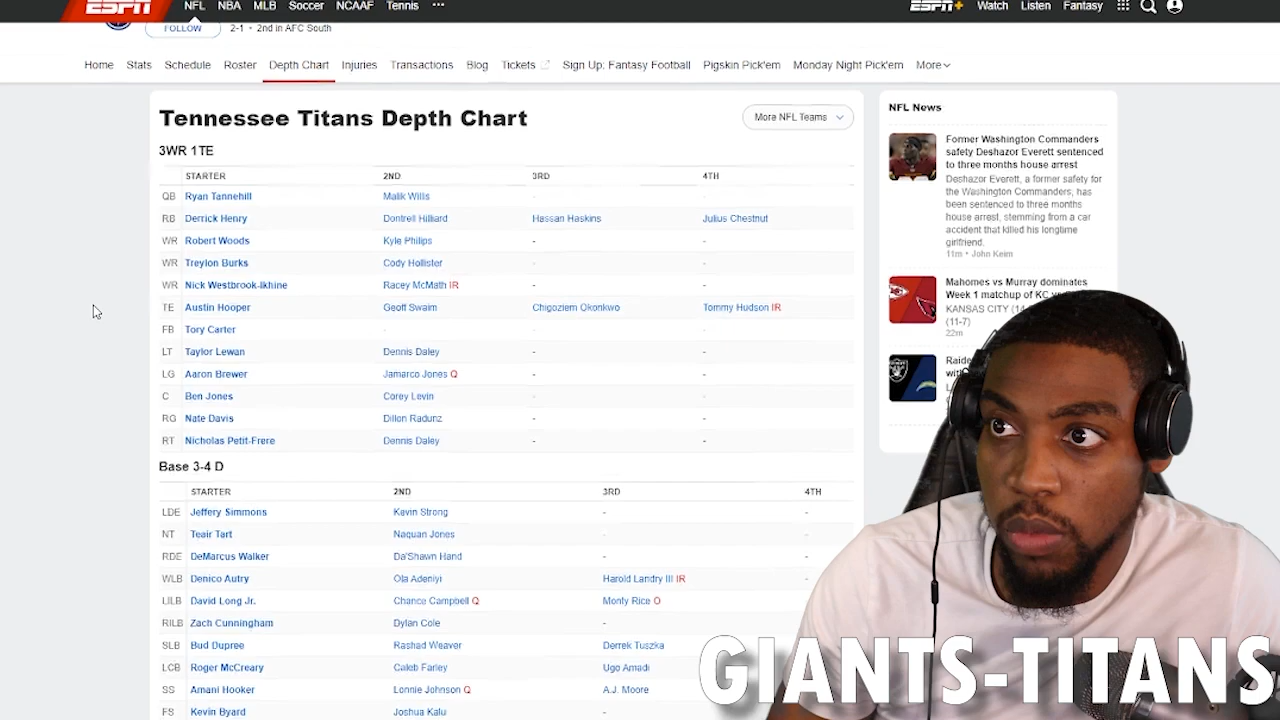 ESPN NFL NBA MLB Soccer NCAAF Tennis ••• ESPN+ Watch Listen Fantasy
FOLLOW 2-1 • 2nd in AFC South
Home Stats Schedule Roster Depth Chart Injuries Transactions Blog Tickets Sign Up: Fantasy Football Pigskin Pick'em Monday Night Pick'em More
Tennessee Titans Depth Chart
More NFL Teams
3WR 1TE
STARTER 2ND 3RD 4TH
QB Ryan Tannehill Malik Willis - -
RB Derrick Henry Dontrell Hilliard Hassan Haskins Julius Chestnut
WR Robert Woods Kyle Philips - -
WR Treylon Burks Cody Hollister - -
WR Nick Westbrook-Ikhine Racey McMath IR - -
TE Austin Hooper Geoff Swaim Chigoziem Okonkwo Tommy Hudson IR
FB Tory Carter - - -
LT Taylor Lewan Dennis Daley - -
LG Aaron Brewer Jamarco Jones Q - -
C Ben Jones Corey Levin - -
RG Nate Davis Dillon Radunz - -
RT Nicholas Petit-Frere Dennis Daley - -
Base 3-4 D
STARTER 2ND 3RD 4TH
LDE Jeffery Simmons Kevin Strong - -
NT Teair Tart Naquan Jones - -
RDE DeMarcus Walker Da'Shawn Hand - -
WLB Denico Autry Ola Adeniyi Harold Landry III IR -
LILB David Long Jr. Chance Campbell Q Monty Rice O
RILB Zach Cunningham Dylan Cole -
SLB Bud Dupree Rashad Weaver Derrek Tuszka
LCB Roger McCreary Caleb Farley Ugo Amadi
SS Amani Hooker Lonnie Johnson Q A.J. Moore
FS Kevin Byard Joshua Kalu
NFL News
Former Washington Commanders
safety Deshazor Everett sentenced
to three months house arrest
Deshazor Everett, a former safety for
the Washington Commanders, has
been sentenced to three months
house arrest, stemming from a car
accident that killed his longtime
girlfriend.
11m • John Keim
Mahomes vs Murray dominates
Week 1 matchup of KC
KANSAS CITY (14-
(11-7)
22m
Raide
with
GIANTS-TITANS